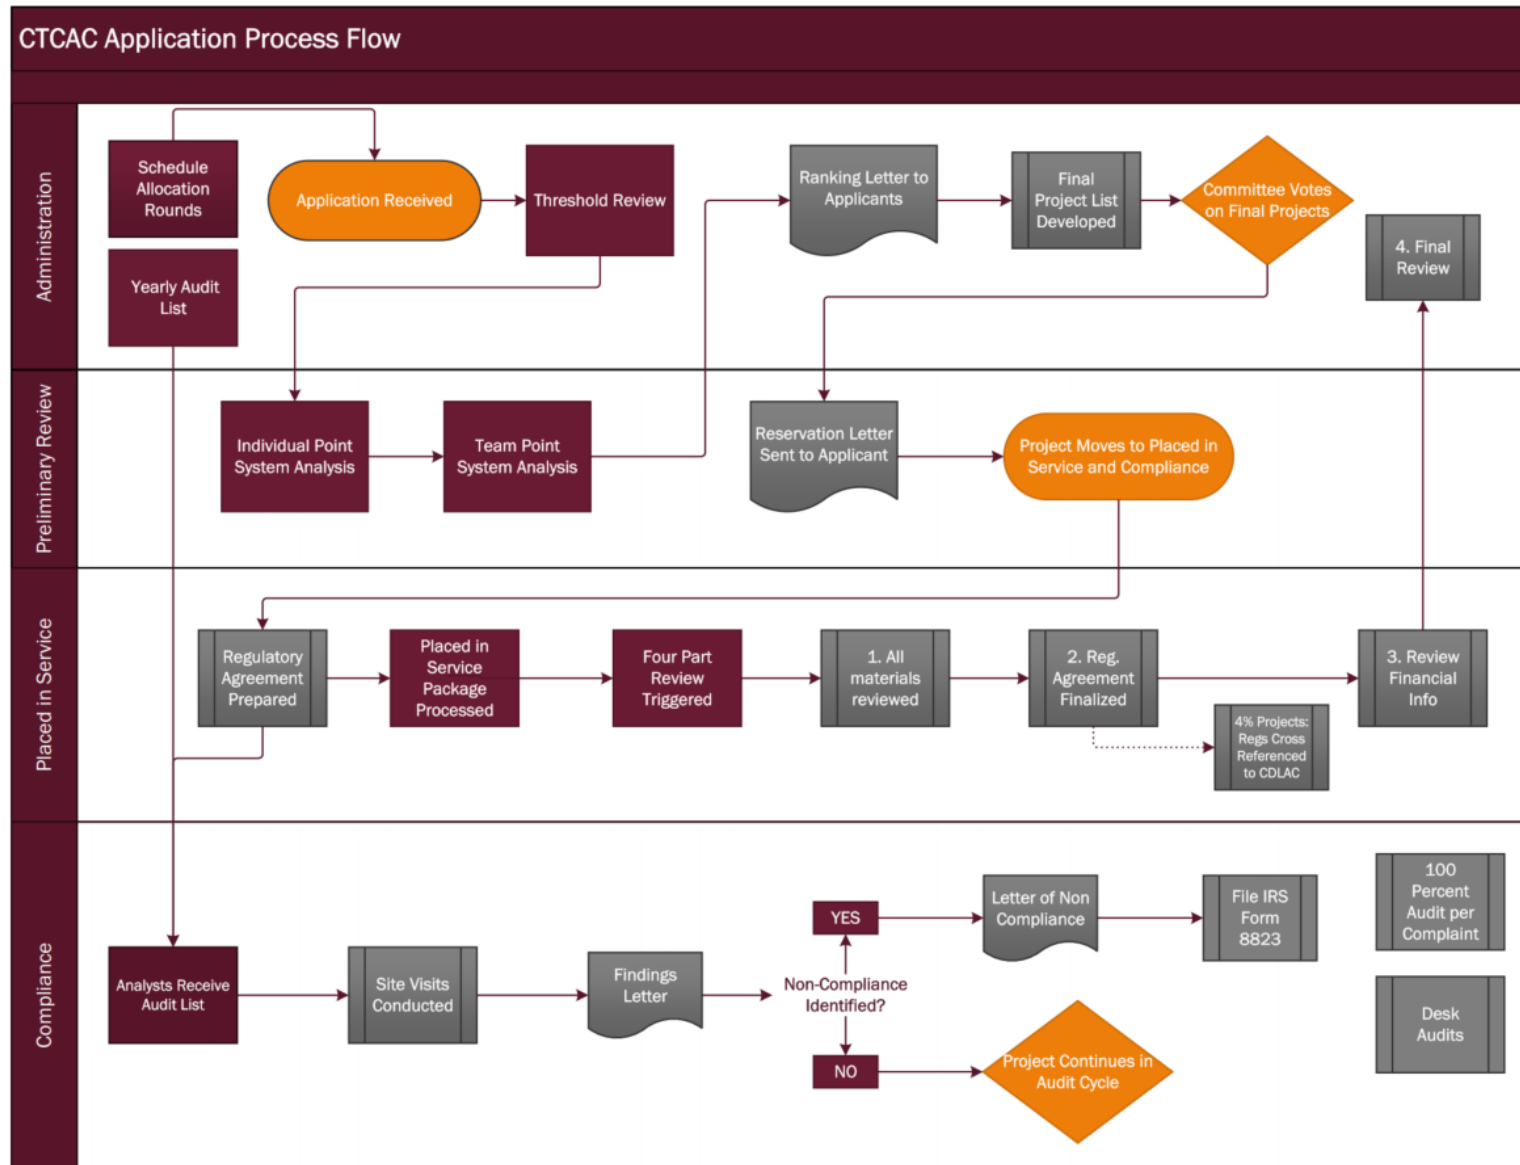 CTCAC Application Process Flow
Administration
Schedule
Allocation
Rounds
Application Received
Threshold Review
Ranking Letter to
Applicants
Final
Project List
Developed
Committee Votes
on Final Projects
4. Final
Review
Yearly Audit
List
Preliminary Review
Individual Point
System Analysis
Team Point
System Analysis
Reservation Letter
Sent to Applicant
Project Moves to Placed in
Service and Compliance
Placed in Service
Regulatory
Agreement
Prepared
Placed in
Service
Package
Processed
Four Part
Review
Triggered
1. All
materials
reviewed
2. Reg.
Agreement
Finalized
3. Review
Financial
Info
4% Projects:
Regs Cross
Referenced
to CDLAC
Compliance
Analysts Receive
Audit List
Site Visits
Conducted
Findings
Letter
Non-Compliance
Identified?
YES
Letter of Non
Compliance
File IRS
Form
8823
NO
Project Continues in
Audit Cycle
100
Percent
Audit per
Complaint
Desk
Audits